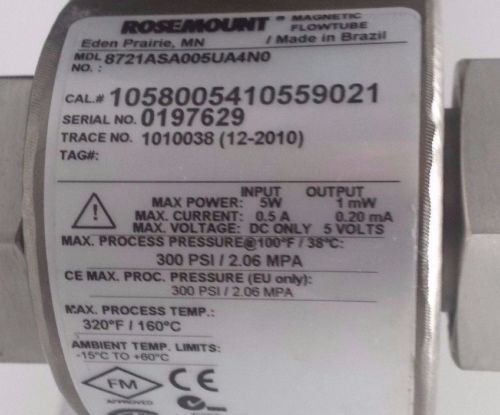 ROSEMOUNT® MAGNETIC
FLOWTUBE
Eden Prairie, MN / Made in Brazil
MDL 8721ASA005UA4N0
NO. :
CAL.# 1058005410559021
SERIAL NO. 0197629
TRACE NO. 1010038 (12-2010)
TAG#:
INPUT OUTPUT
MAX POWER: 5W 1 mW
MAX. CURRENT: 0.5 A 0.20 mA
MAX. VOLTAGE: DC ONLY 5 VOLTS
MAX. PROCESS PRESSURE@100°F / 38°C:
300 PSI / 2.06 MPA
CE MAX. PROC. PRESSURE (EU only):
300 PSI / 2.06 MPA
MAX. PROCESS TEMP.:
320°F / 160°C
AMBIENT TEMP. LIMITS:
-15°C TO +60°C
FM CE
APPROVED